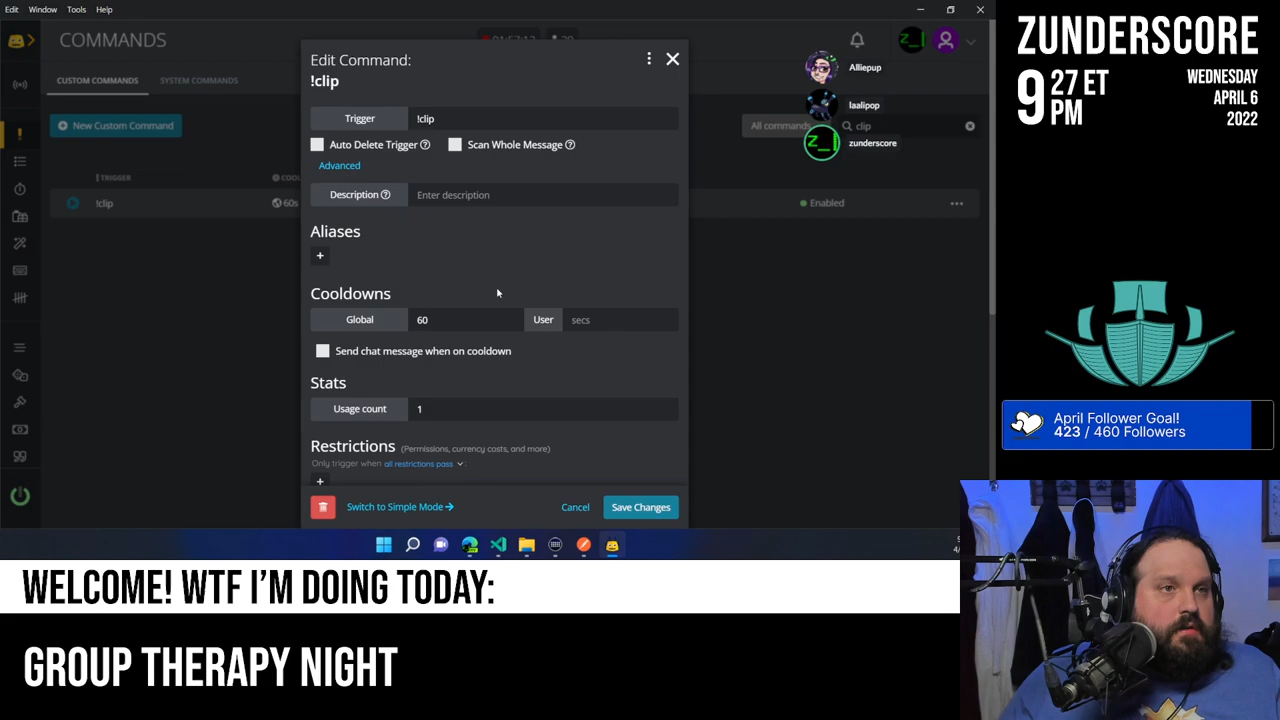 Edit Window Tools Help
COMMANDS
CUSTOM COMMANDS SYSTEM COMMANDS
New Custom Command
All commands clip
TRIGGER
!clip 60s Enabled
Edit Command:
!clip
Trigger !clip
Auto Delete Trigger Scan Whole Message
Advanced
Description Enter description
Aliases
+
Cooldowns
Global 60 User secs
Send chat message when on cooldown
Stats
Usage count 1
Restrictions (Permissions, currency costs, and more)
Only trigger when all restrictions pass :
+
Switch to Simple Mode
Cancel Save Changes
Alliepup
laalipop
zunderscore
ZUNDERSCORE
9 27 ET
PM
WEDNESDAY
APRIL 6
2022
April Follower Goal!
423 / 460 Followers
WELCOME! WTF I'M DOING TODAY:
GROUP THERAPY NIGHT